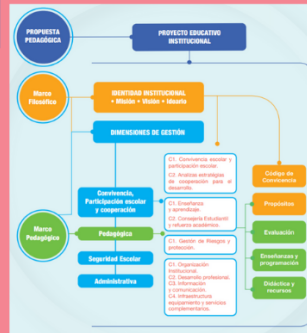 PROPUESTA
PEDAGÓGICA
PROYECTO EDUCATIVO
INSTITUCIONAL
Marco
Filosófico
IDENTIDAD INSTITUCIONAL
• Misión • Visión • Ideario
DIMENSIONES DE GESTIÓN
C1. Convivencia escolar y
participación escolar.
C2. Analizas estrategias
de cooperación para el
desarrollo.
Código de
Convivencia
Convivencia,
Participación escolar
y cooperación
C1. Enseñanza
y aprendizaje.
C2. Consejería Estudiantil
y refuerzo académico.
Propósitos
Marco
Pedagógico
Pedagógica
Evaluación
C1. Gestión de Riesgos y
protección.
Seguridad Escolar
Enseñanzas y
programación
C1. Organización
Institucional.
C2. Desarrollo profesional.
C3. Información
y comunicación.
C4. Infraestructura
equipamiento y servicios
complementarios.
Administrativa
Didáctica y
recursos